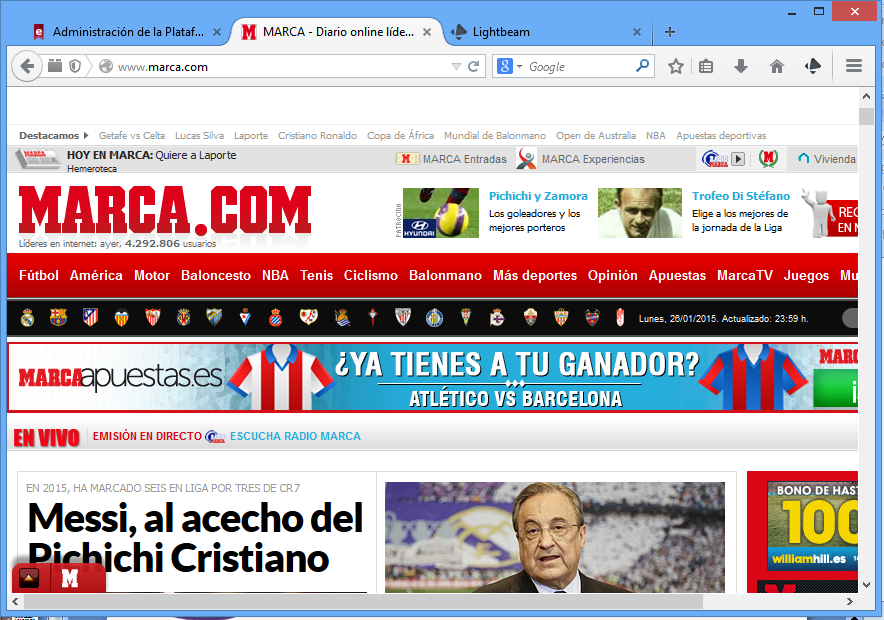 Administración de la Plataf...
MARCA - Diario online líde...
Lightbeam
www.marca.com
Google
Destacamos
Getafe vs Celta
Lucas Silva
Laporte
Cristiano Ronaldo
Copa de África
Mundial de Balonmano
Open de Australia
NBA
Apuestas deportivas
HOY EN MARCA: Quiere a Laporte
Hemeroteca
MARCA Entradas
MARCA Experiencias
Vivienda
MARCA.COM
Líderes en internet: ayer, 4.292.806 usuarios
PATROCINA
HYUNDAI
Pichichi y Zamora
Los goleadores y los
mejores porteros
Trofeo Di Stéfano
Elige a los mejores de
la jornada de la Liga
REC
EN N
Fútbol América Motor Baloncesto NBA Tenis Ciclismo Balonmano Más deportes Opinión Apuestas MarcaTV Juegos Mu
Lunes, 26/01/2015. Actualizado: 23:59 h.
MARCAapuestas.es
¿YA TIENES A TU GANADOR?
ATLÉTICO VS BARCELONA
MARC
EN VIVO
EMISIÓN EN DIRECTO
ESCUCHA RADIO MARCA
EN 2015, HA MARCADO SEIS EN LIGA POR TRES DE CR7
Messi, al acecho del
Pichichi Cristiano
BONO DE HAST
100
williamhill.es
M